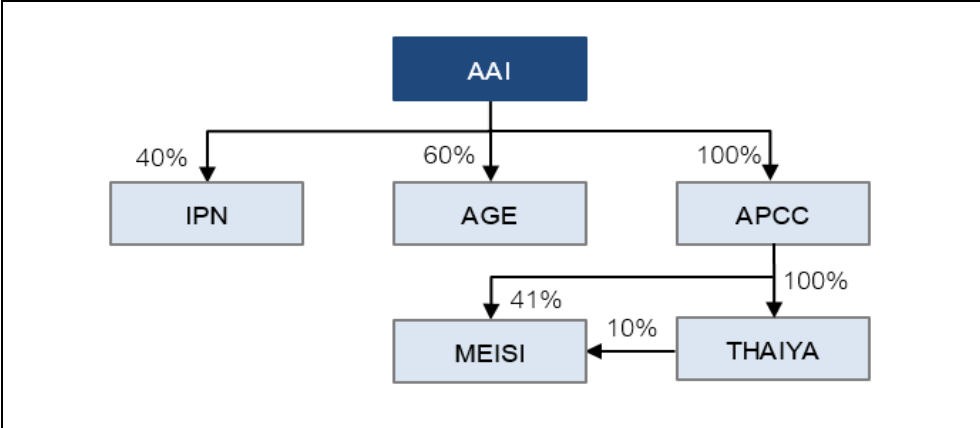 AAI
40%
60%
100%
IPN
AGE
APCC
100%
41%
10%
MEISI
THAIYA